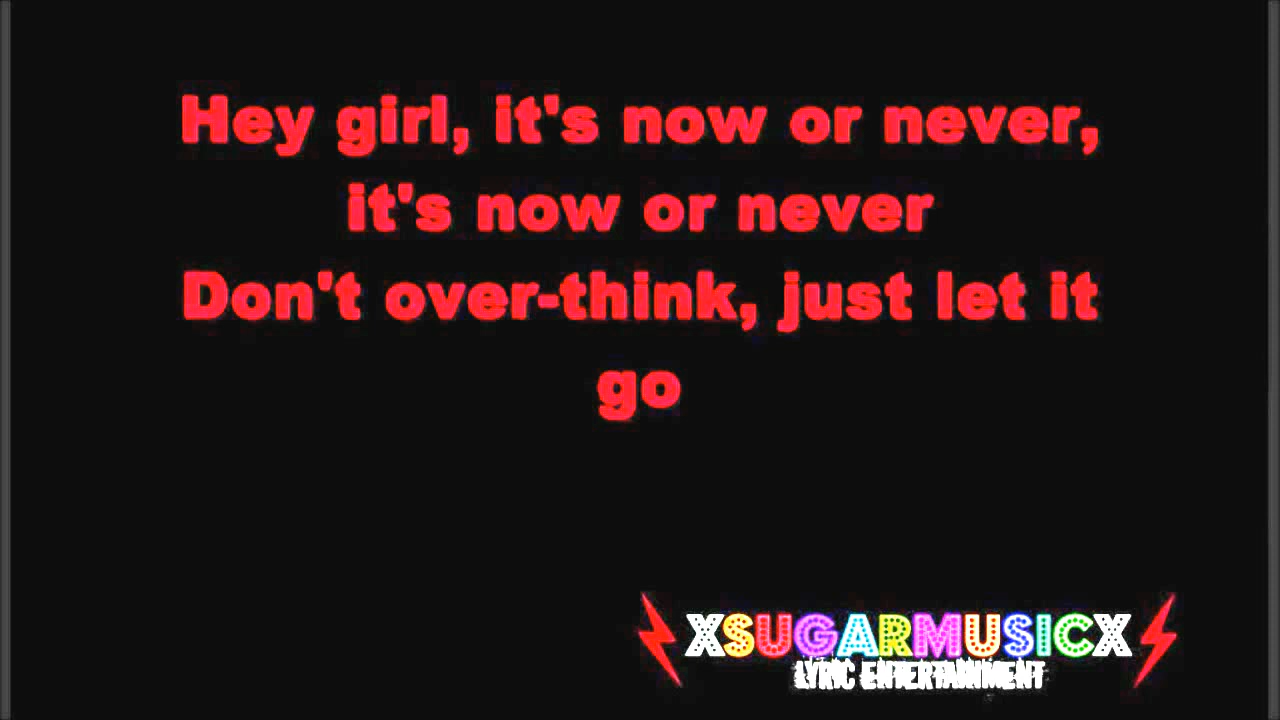 Hey girl, it's now or never,
it's now or never
Don't over-think, just let it
go
XSUGARMUSICX
LYRIC ENTERTAINMENT